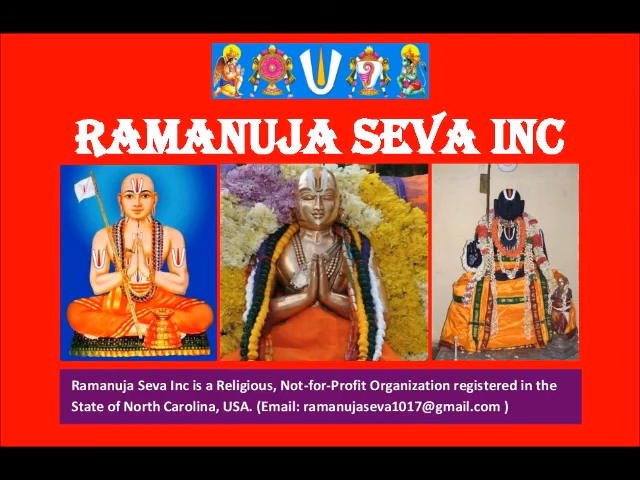 RAMANUJA SEVA INC
Ramanuja Seva Inc is a Religious, Not-for-Profit Organization registered in the
State of North Carolina, USA. (Email: ramanujaseva1017@gmail.com )